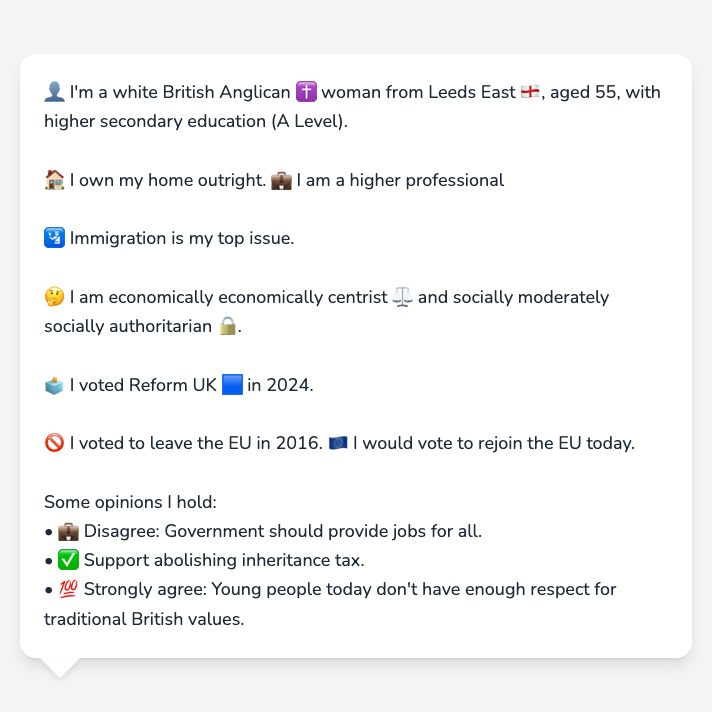 👤 I'm a white British Anglican ✝️ woman from Leeds East 🏴󠁧󠁢󠁥󠁮󠁧󠁿, aged 55, with
higher secondary education (A Level).
🏠 I own my home outright. 💼 I am a higher professional
🛂 Immigration is my top issue.
🤔 I am economically economically centrist ⚖️ and socially moderately
socially authoritarian 🔒.
🗳️ I voted Reform UK 🟦 in 2024.
🚫 I voted to leave the EU in 2016. 🇪🇺 I would vote to rejoin the EU today.
Some opinions I hold:
• 💼 Disagree: Government should provide jobs for all.
• ✅ Support abolishing inheritance tax.
• 💯 Strongly agree: Young people today don't have enough respect for
traditional British values.